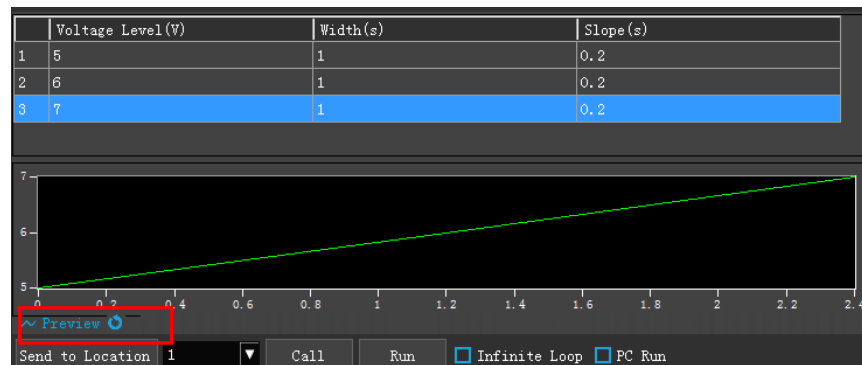 Voltage Level(V) Width(s) Slope(s)
1 5 1 0.2
2 6 1 0.2
3 7 1 0.2
7
6
5
0 0.2 0.4 0.6 0.8 1 1.2 1.4 1.6 1.8 2 2.2 2.4
Preview
Send to Location 1 Call Run Infinite Loop PC Run